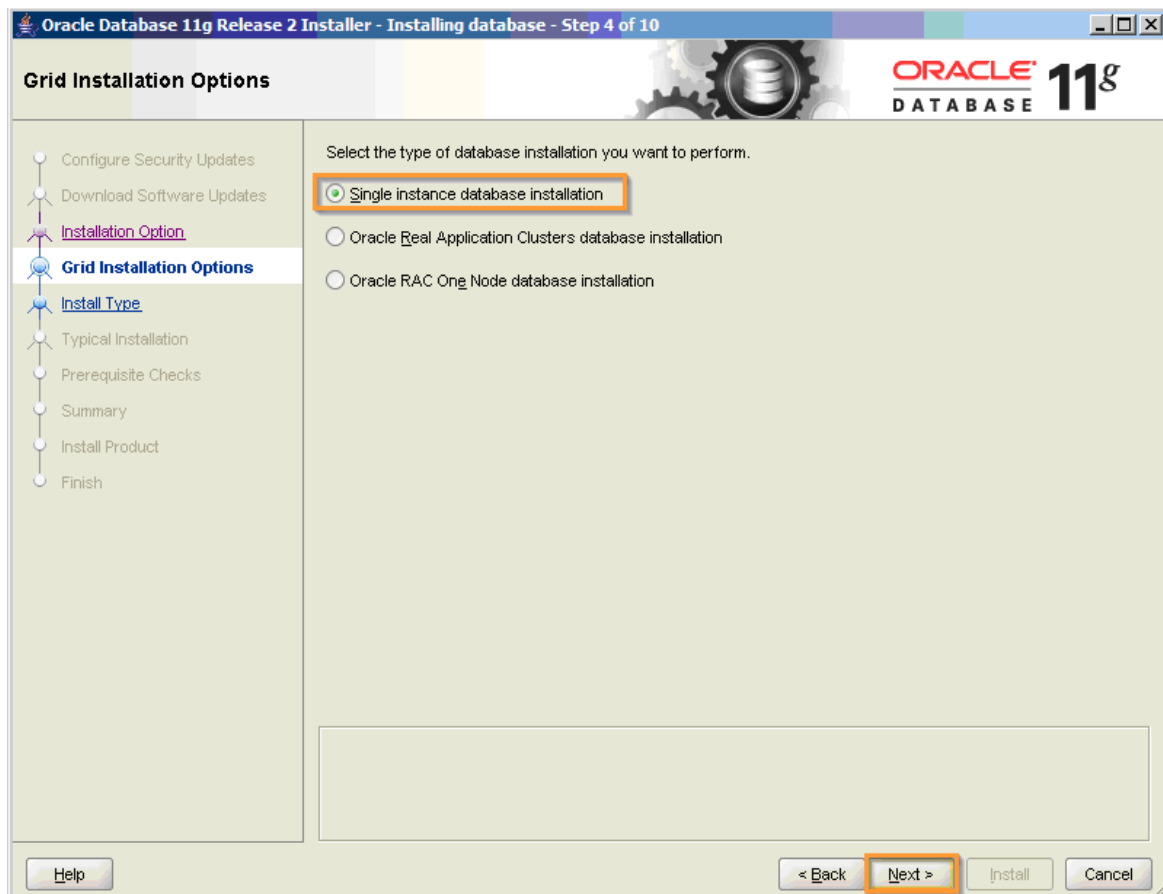 Oracle Database 11g Release 2 Installer - Installing database - Step 4 of 10
Grid Installation Options
ORACLE DATABASE 11g
Configure Security Updates
Download Software Updates
Installation Option
Grid Installation Options
Install Type
Typical Installation
Prerequisite Checks
Summary
Install Product
Finish
Select the type of database installation you want to perform.
Single instance database installation
Oracle Real Application Clusters database installation
Oracle RAC One Node database installation
Help
< Back
Next >
Install
Cancel